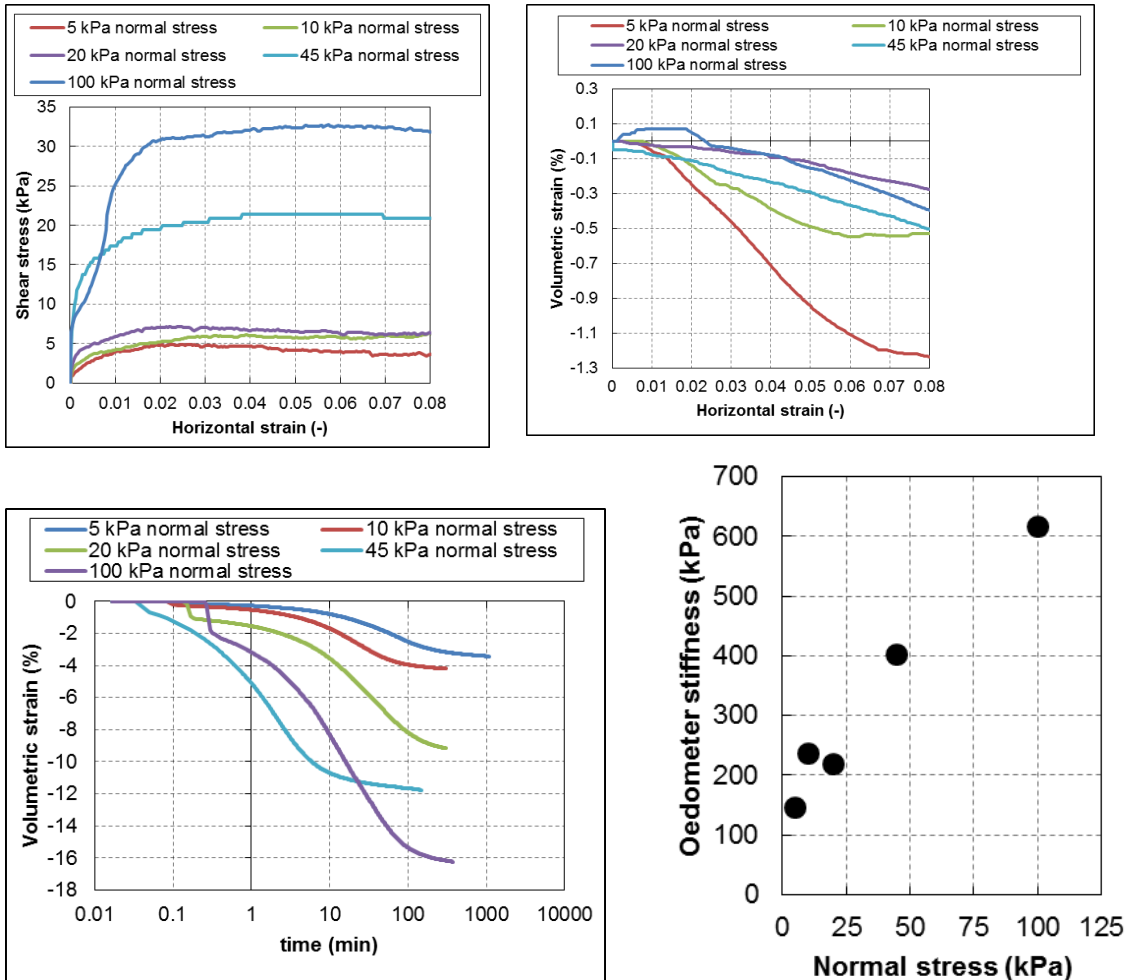 5 kPa normal stress 10 kPa normal stress
20 kPa normal stress 45 kPa normal stress
100 kPa normal stress
35
30
25
20
15
10
5
0
Shear stress (kPa)
0 0.01 0.02 0.03 0.04 0.05 0.06 0.07 0.08
Horizontal strain (-)
5 kPa normal stress 10 kPa normal stress
20 kPa normal stress 45 kPa normal stress
100 kPa normal stress
0.3
0.1
-0.1
-0.3
-0.5
-0.7
-0.9
-1.1
-1.3
Volumetric strain (%)
0 0.01 0.02 0.03 0.04 0.05 0.06 0.07 0.08
Horizontal strain (-)
5 kPa normal stress 10 kPa normal stress
20 kPa normal stress 45 kPa normal stress
100 kPa normal stress
0
-2
-4
-6
-8
-10
-12
-14
-16
-18
Volumetric strain (%)
0.01 0.1 1 10 100 1000 10000
time (min)
700
600
500
400
300
200
100
0
Oedometer stiffness (kPa)
0 25 50 75 100 125
Normal stress (kPa)